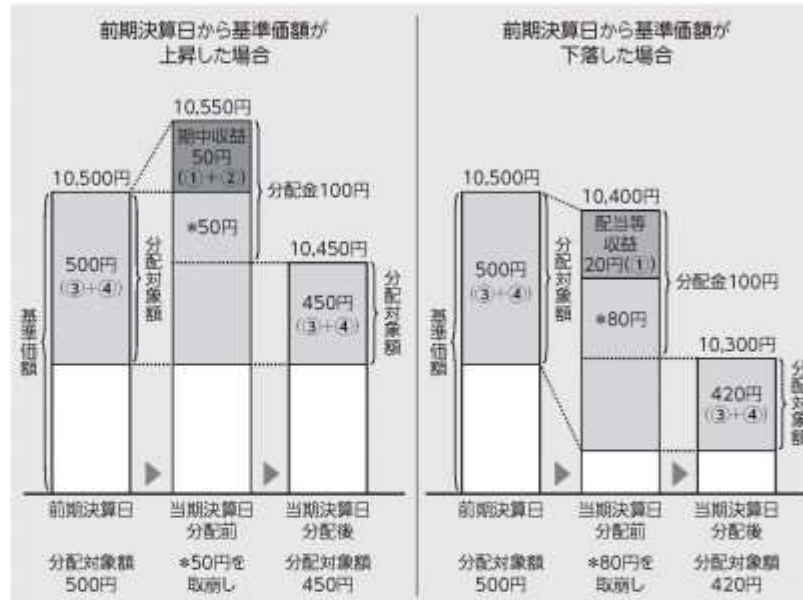 前期決算日から基準価額が
上昇した場合
10,550円
期中収益
50円
(①+②)
10,500円
分配金100円
*50円
10,450円
500円
(③+④)
分配対象額
450円
(③+④)
分配対象額
基準価額
前期決算日
当期決算日
分配前
当期決算日
分配後
分配対象額
500円
*50円を
取崩し
分配対象額
450円
前期決算日から基準価額が
下落した場合
10,500円
10,400円
配当等
収益
20円(①)
分配金100円
500円
(③+④)
分配対象額
*80円
10,300円
420円
(③+④)
分配対象額
基準価額
前期決算日
当期決算日
分配前
当期決算日
分配後
分配対象額
500円
*80円を
取崩し
分配対象額
420円